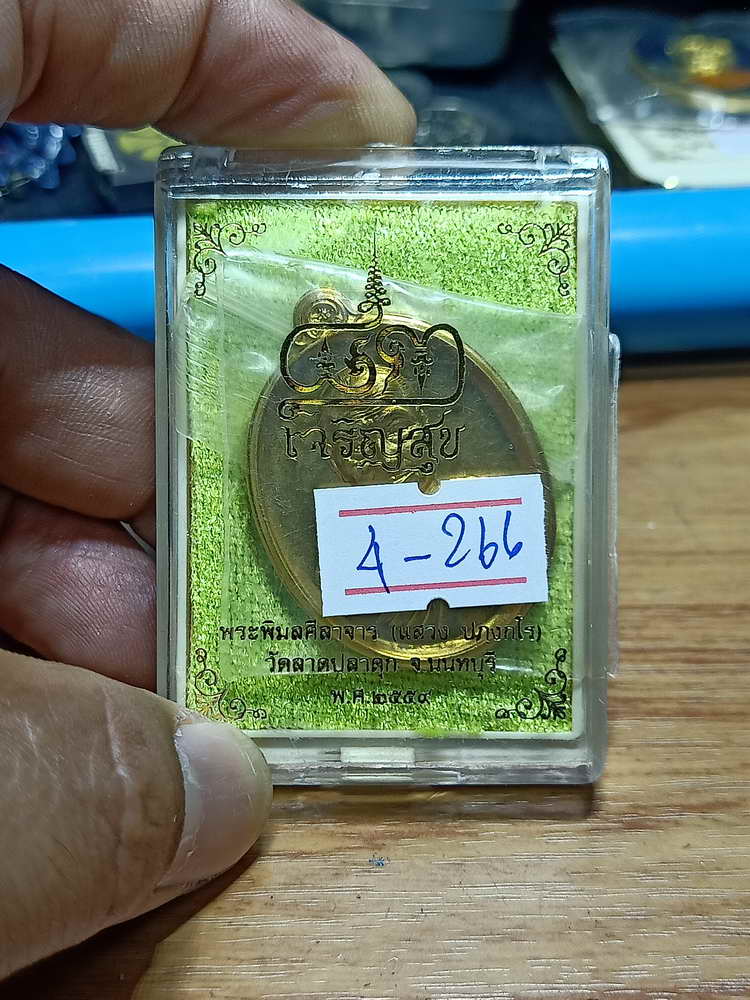 เจริญสุข
4-266
พระพิมลศีลาจาร (แสวง ปภงฺกโร)
วัดลาดปลาดุก จ.นนทบุรี
พ.ศ.๒๕๕๙